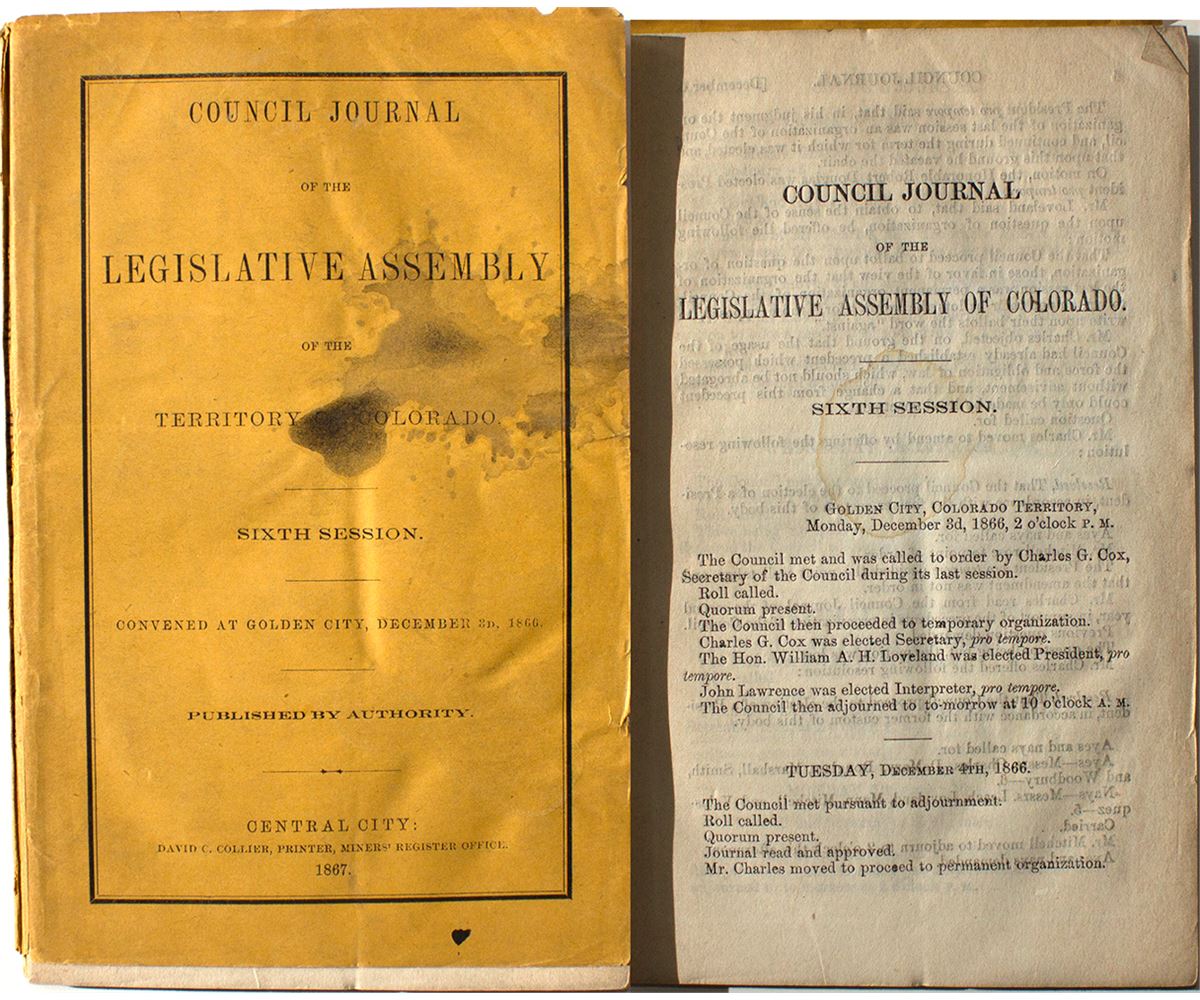 COUNCIL JOURNAL
OF THE
LEGISLATIVE ASSEMBLY
OF THE
TERRITORY OF COLORADO.
SIXTH SESSION.
CONVENED AT GOLDEN CITY, DECEMBER 3D, 1866.
PUBLISHED BY AUTHORITY.
CENTRAL CITY:
DAVID C. COLLIER, PRINTER, MINERS' REGISTER OFFICE.
1867.
COUNCIL JOURNAL
OF THE
LEGISLATIVE ASSEMBLY OF COLORADO.
SIXTH SESSION.
GOLDEN CITY, COLORADO TERRITORY,
Monday, December 3d, 1866, 2 o'clock P. M.
The Council met and was called to order by Charles G. Cox,
Secretary of the Council during its last session.
Roll called.
Quorum present.
The Council then proceeded to temporary organization.
Charles G. Cox was elected Secretary, pro tempore.
The Hon. William A. H. Loveland was elected President, pro
tempore.
John Lawrence was elected Interpreter, pro tempore.
The Council then adjourned to to-morrow at 10 o'clock A. M.
TUESDAY, DECEMBER 4TH, 1866.
The Council met pursuant to adjournment.
Roll called.
Quorum present.
Journal read and approved.
Mr. Charles moved to proceed to permanent organization.